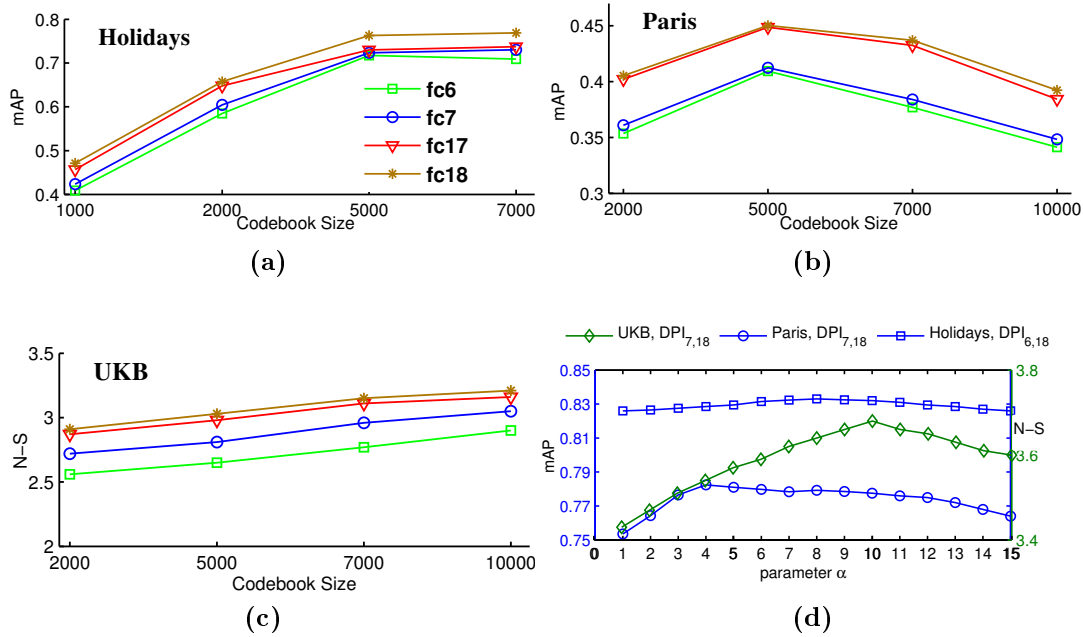 Holidays
mAP
0.8
0.7
0.6
0.5
0.4
fc6
fc7
fc17
fc18
1000 2000 5000 7000
Codebook Size
(a)
Paris
mAP
0.45
0.4
0.35
0.3
2000 5000 7000 10000
Codebook Size
(b)
UKB
N−S
3.5
3
2.5
2
2000 5000 7000 10000
Codebook Size
(c)
UKB, DPI7,18 Paris, DPI7,18 Holidays, DPI6,18
mAP
0.85
0.83
0.81
0.79
0.77
0.75
3.8
N−S
3.6
3.4
0 1 2 3 4 5 6 7 8 9 10 11 12 13 14 15
parameter α
(d)